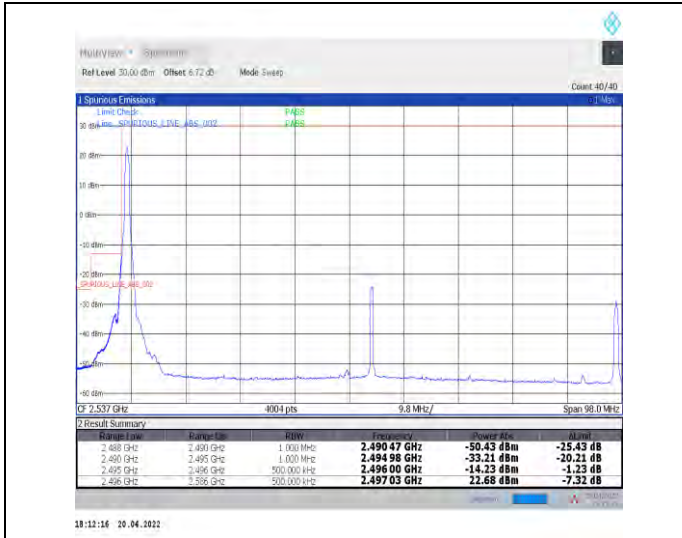 MultiView Spectrum
Ref Level 30.00 dBm Offset 6.72 dB Mode Sweep
Count 40/40
1 Spurious Emissions
Limit Check PASS
30 dBm Line _SPURIOUS_LINE_ABS_002 PASS
20 dBm
10 dBm
0 dBm
-10 dBm
-20 dBm
_SPURIOUS_LINE_ABS_002
-30 dBm
-40 dBm
-50 dBm
-60 dBm
CF 2.537 GHz 4004 pts 9.8 MHz/ Span 98.0 MHz
2 Result Summary
Range Low Range Up RBW Frequency Power Abs ΔLimit
2.488 GHz 2.490 GHz 1.000 MHz 2.490 47 GHz -50.43 dBm -25.43 dB
2.490 GHz 2.495 GHz 1.000 MHz 2.494 98 GHz -33.21 dBm -20.21 dB
2.495 GHz 2.496 GHz 500.000 kHz 2.496 00 GHz -14.23 dBm -1.23 dB
2.496 GHz 2.586 GHz 500.000 kHz 2.497 03 GHz 22.68 dBm -7.32 dB
18:12:16 20.04.2022